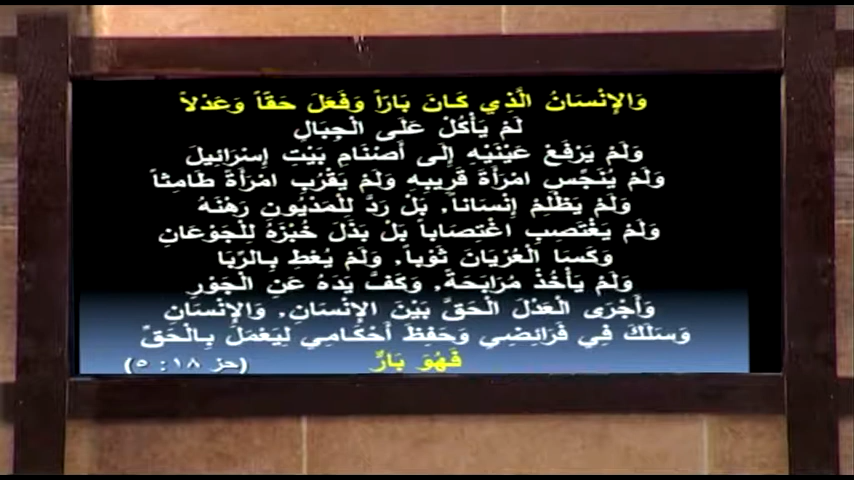 وَالإِنْسَانُ الَّذِي كَانَ بَارّاً وَفَعَلَ حَقّاً وَعَدْلاً
لَمْ يَأْكُلْ عَلَى الْجِبَالِ
وَلَمْ يَرْفَعْ عَيْنَيْهِ إِلَى أَصْنَامِ بَيْتِ إِسْرَائِيلَ
وَلَمْ يُنَجِّسِ امْرَأَةَ قَرِيبِهِ وَلَمْ يَقْرُبِ امْرَأَةً طَامِثاً
وَلَمْ يَظْلِمْ إِنْسَاناً, بَلْ رَدَّ لِلْمَدْيُونِ رَهْنَهُ
وَلَمْ يَغْتَصِبِ اغْتِصَاباً بَلْ بَذَلَ خُبْزَهُ لِلْجَوْعَانِ
وَكَسَا الْعُرْيَانَ ثَوْباً, وَلَمْ يُعْطِ بِالرِّبَا
وَلَمْ يَأْخُذْ مُرَابَحَةً, وَكَفَّ يَدَهُ عَنِ الْجَوْرِ
وَأَجْرَى الْعَدْلَ الْحَقَّ بَيْنَ الإِنْسَانِ, وَالإِنْسَانِ
وَسَلَكَ فِي فَرَائِضِي وَحَفِظَ أَحْكَامِي لِيَعْمَلَ بِالْحَقِّ
فَهُوَ بَارٌّ (حز ١٨: ٥)